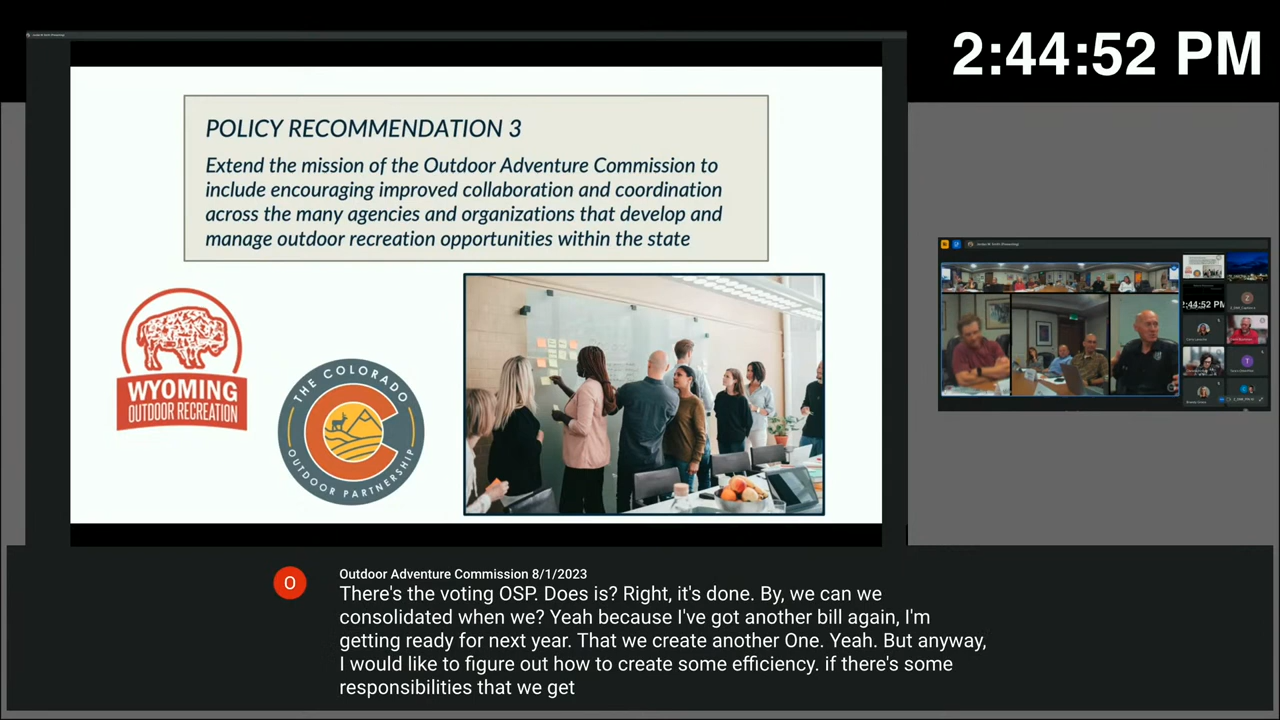 2:44:52 PM
POLICY RECOMMENDATION 3
Extend the mission of the Outdoor Adventure Commission to
include encouraging improved collaboration and coordination
across the many agencies and organizations that develop and
manage outdoor recreation opportunities within the state
WYOMING
OUTDOOR RECREATION
THE COLORADO
OUTDOOR PARTNERSHIP
2:44:52 PM
O
Outdoor Adventure Commission 8/1/2023
There's the voting OSP. Does is? Right, it's done. By, we can we
consolidated when we? Yeah because I've got another bill again, I'm
getting ready for next year. That we create another One. Yeah. But anyway,
I would like to figure out how to create some efficiency. if there's some
responsibilities that we get